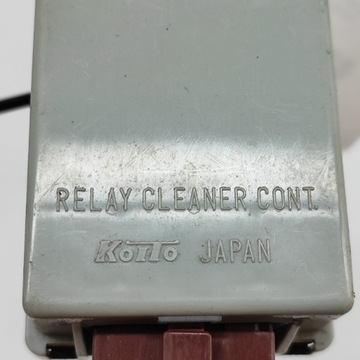 RELAY CLEANER CONT.
KOITO JAPAN